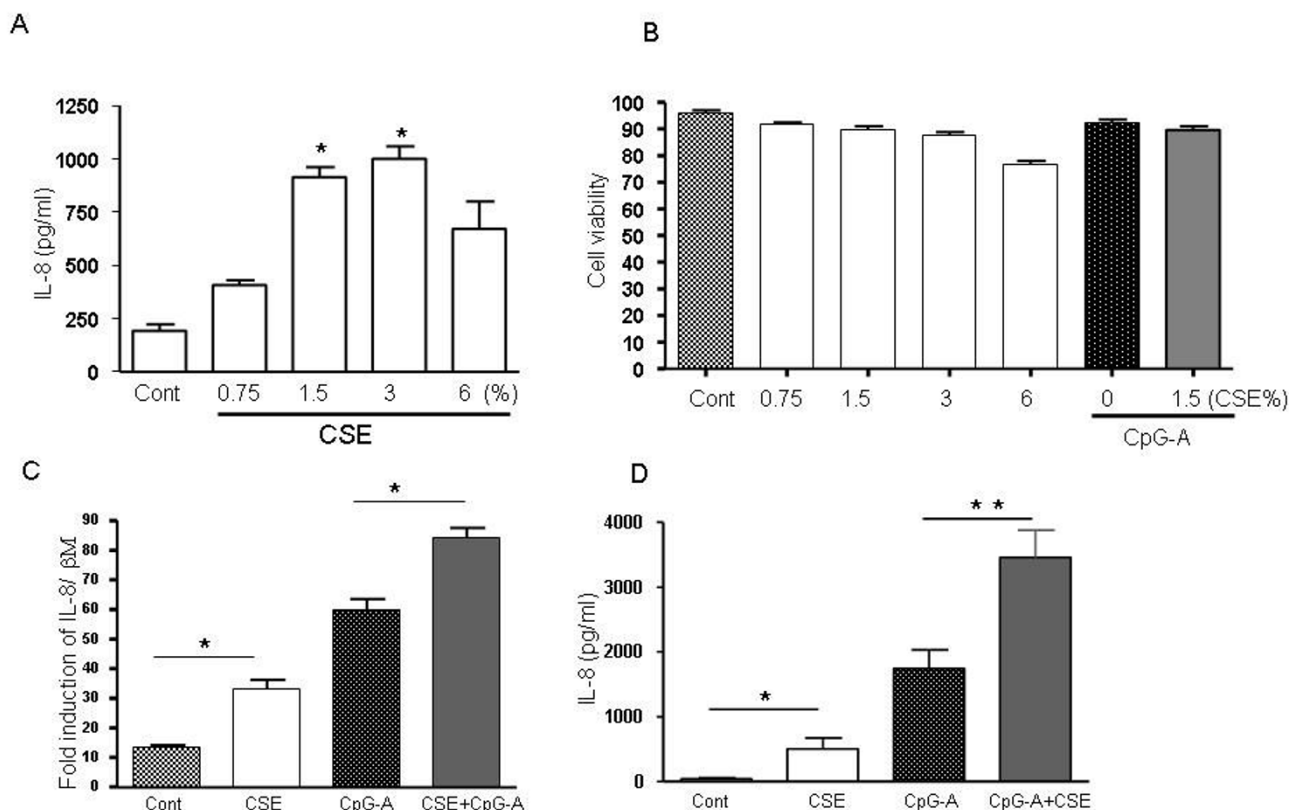 A
IL-8 (pg/ml)
1250
1000
750
500
250
0
* *
Cont 0.75 1.5 3 6 (%)
CSE
B
Cell viability
100
90
80
70
60
50
40
30
20
10
0
Cont 0.75 1.5 3 6 0 1.5 (CSE%)
CpG-A
C
Fold induction of IL-8/ βM
90
80
70
60
50
40
30
20
10
0
* *
Cont CSE CpG-A CSE+CpG-A
D
IL-8 (pg/ml)
4000
3000
2000
1000
0
* **
Cont CSE CpG-A CpG-A+CSE